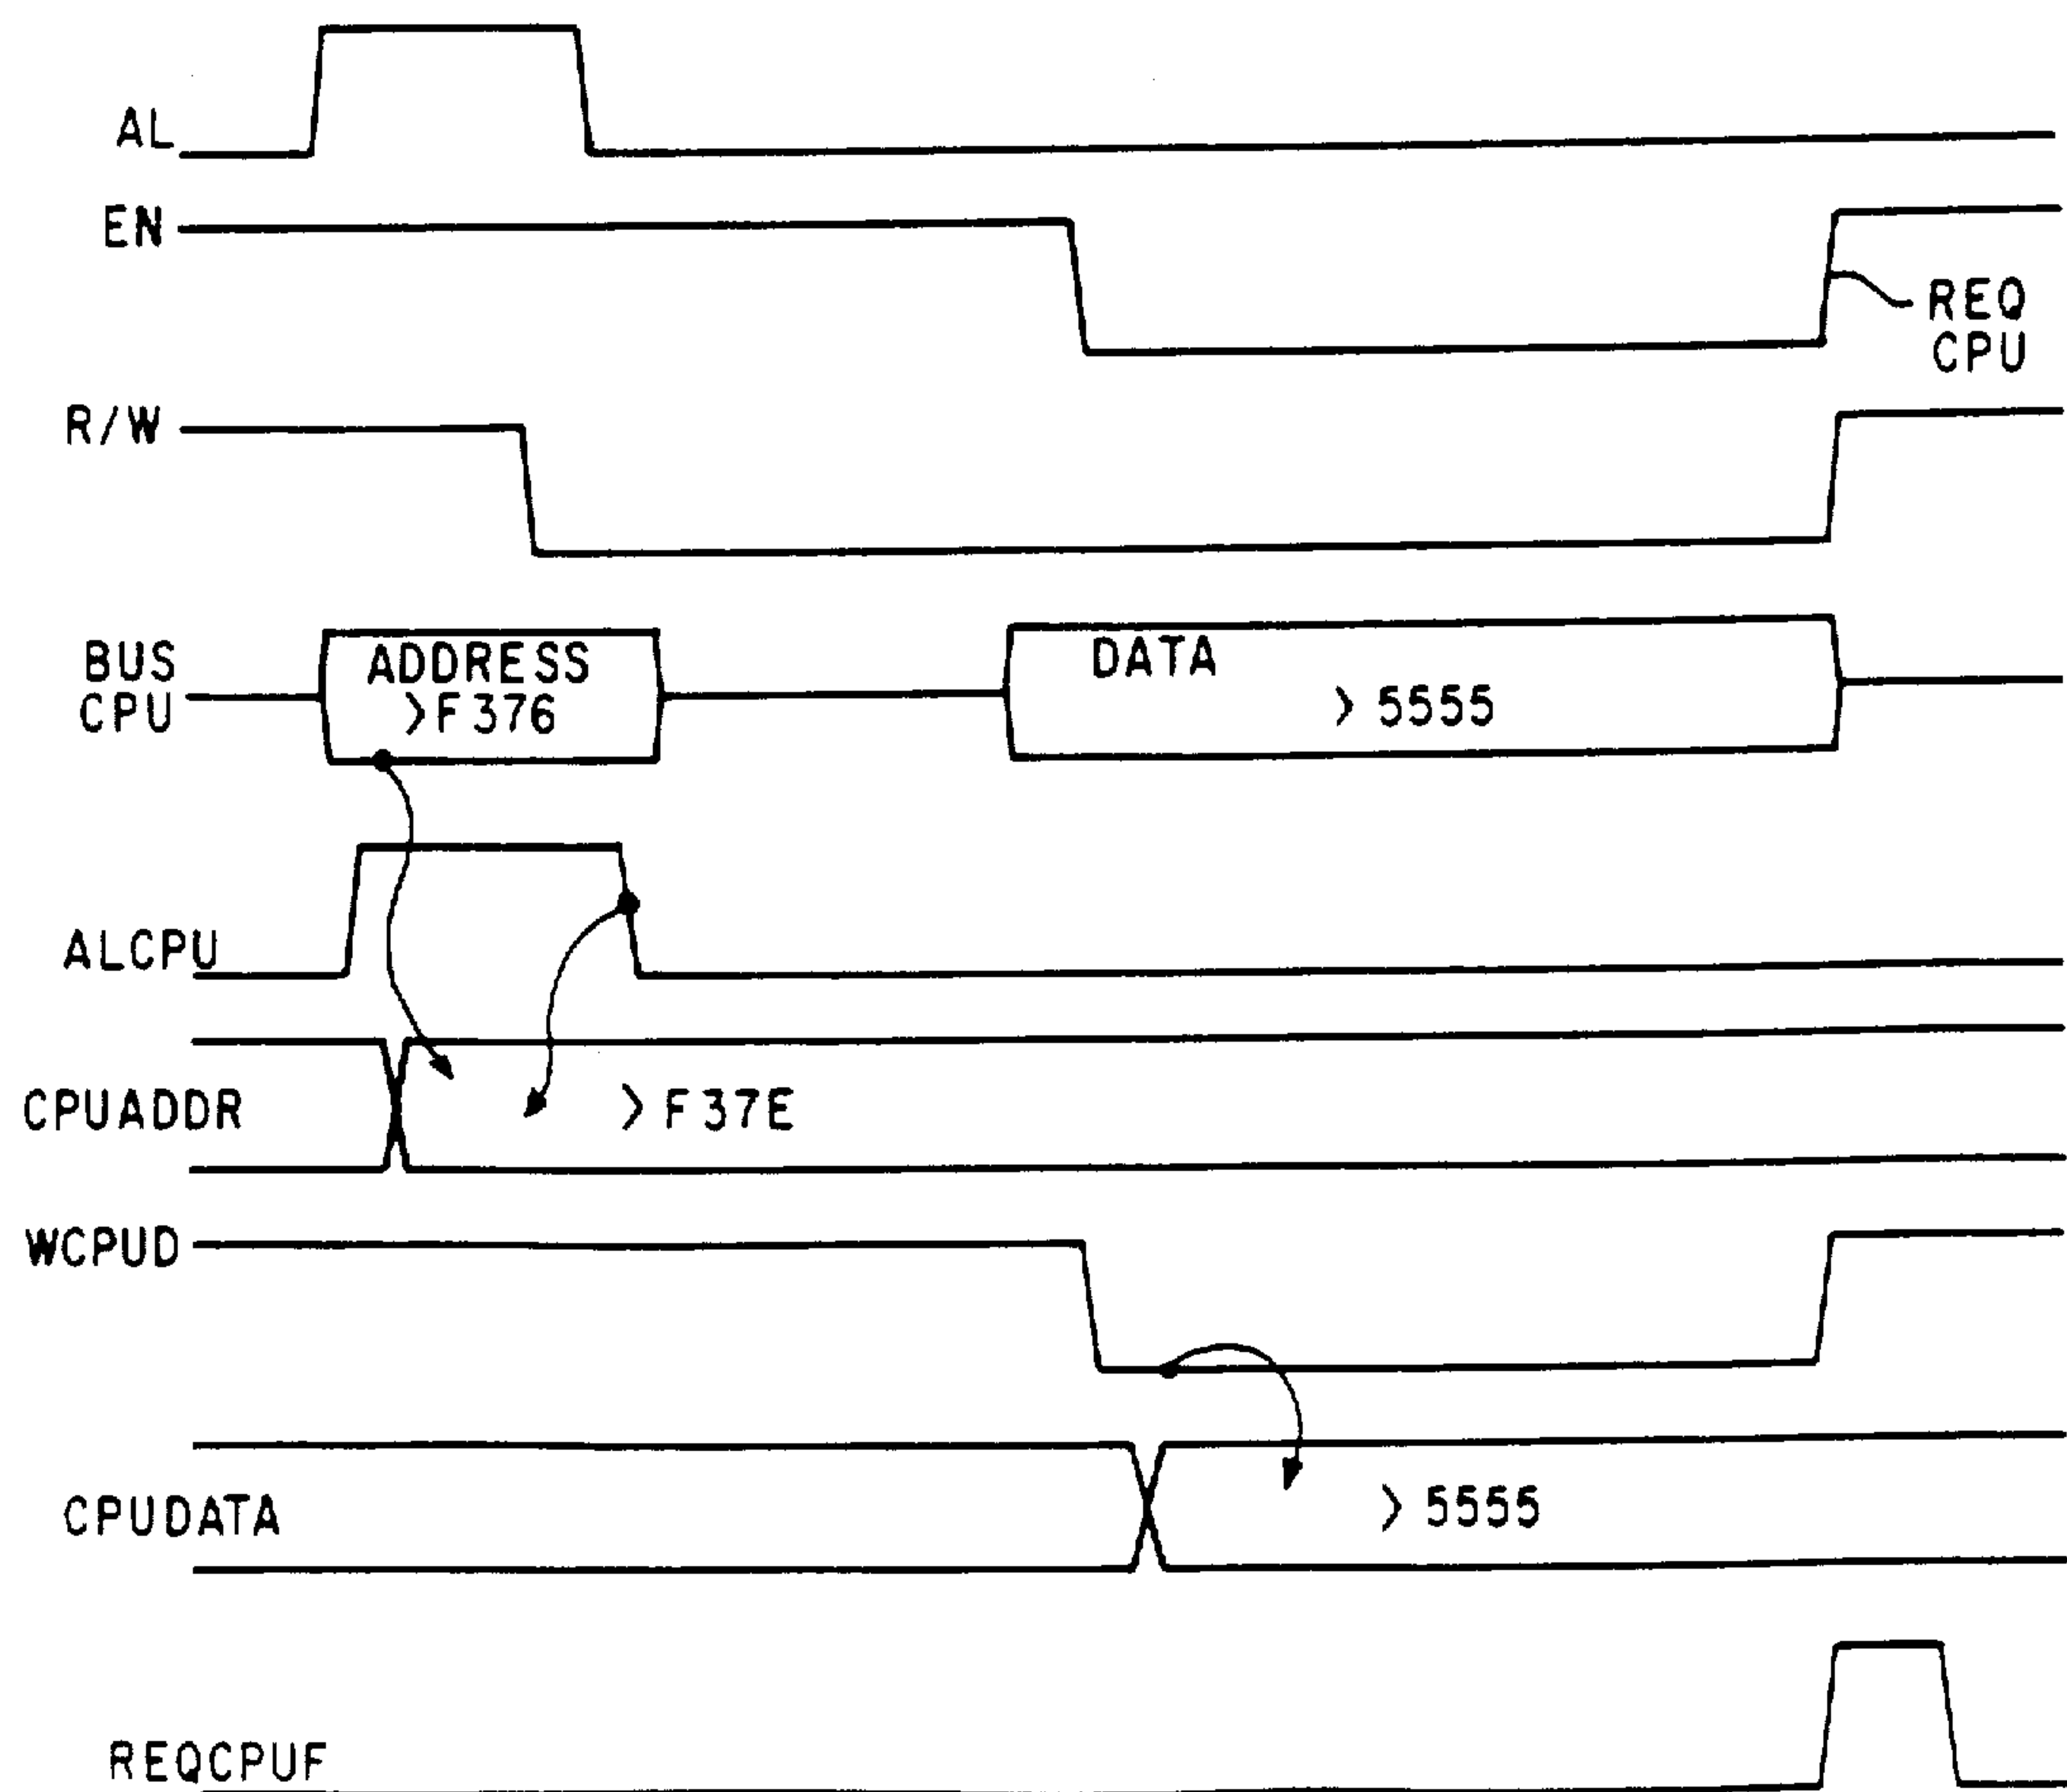 AL
EN
REQ
CPU
R/W
BUS
CPU
ADDRESS
>F376
DATA
>5555
ALCPU
CPUADDR
>F37E
WCPUD
CPUDATA
>5555
REQCPUF